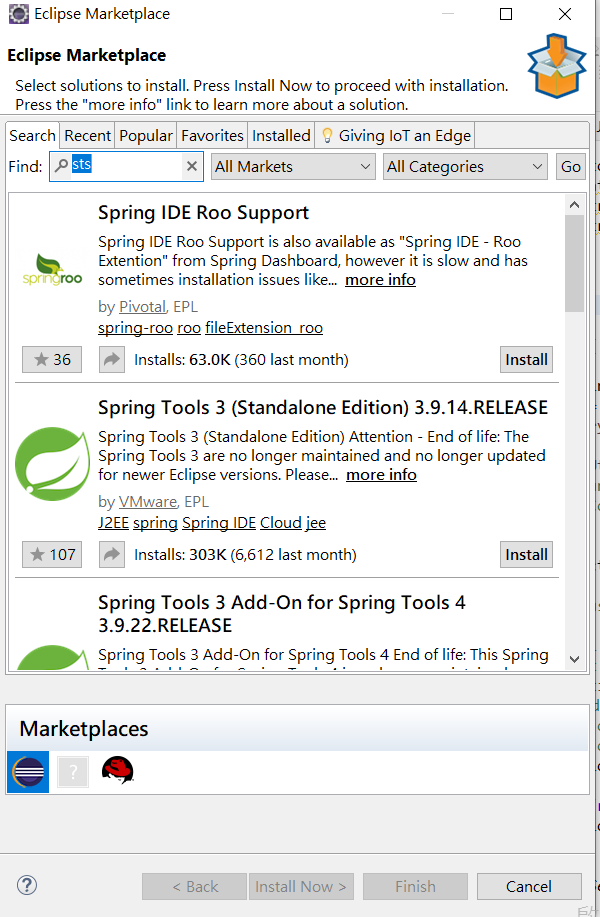 Eclipse Marketplace
Eclipse Marketplace
Select solutions to install. Press Install Now to proceed with installation.
Press the "more info" link to learn more about a solution.
Search Recent Popular Favorites Installed Giving IoT an Edge
Find: sts All Markets All Categories Go
Spring IDE Roo Support
Spring IDE Roo Support is also available as "Spring IDE - Roo
Extention" from Spring Dashboard, however it is slow and has
sometimes installation issues like... more info
springroo
by Pivotal, EPL
spring-roo roo fileExtension_roo
36 Installs: 63.0K (360 last month) Install
Spring Tools 3 (Standalone Edition) 3.9.14.RELEASE
Spring Tools 3 (Standalone Edition) Attention - End of life: The
Spring Tools 3 are no longer maintained and no longer updated
for newer Eclipse versions. Please... more info
by VMware, EPL
J2EE spring Spring IDE Cloud jee
107 Installs: 303K (6,612 last month) Install
Spring Tools 3 Add-On for Spring Tools 4
3.9.22.RELEASE
Spring Tools 3 Add-On for Spring Tools 4 End of life: This Spring
Marketplaces
?
? < Back Install Now > Finish Cancel